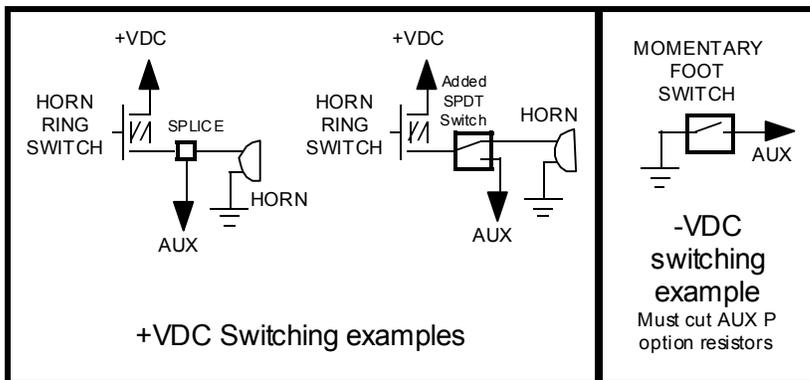 +VDC
HORN
RING
SWITCH
SPLICE
HORN
AUX
+VDC
HORN
RING
SWITCH
Added
SPDT
Switch
HORN
AUX
+VDC Switching examples
MOMENTARY
FOOT
SWITCH
AUX
-VDC
switching
example
Must cut AUX P
option resistors